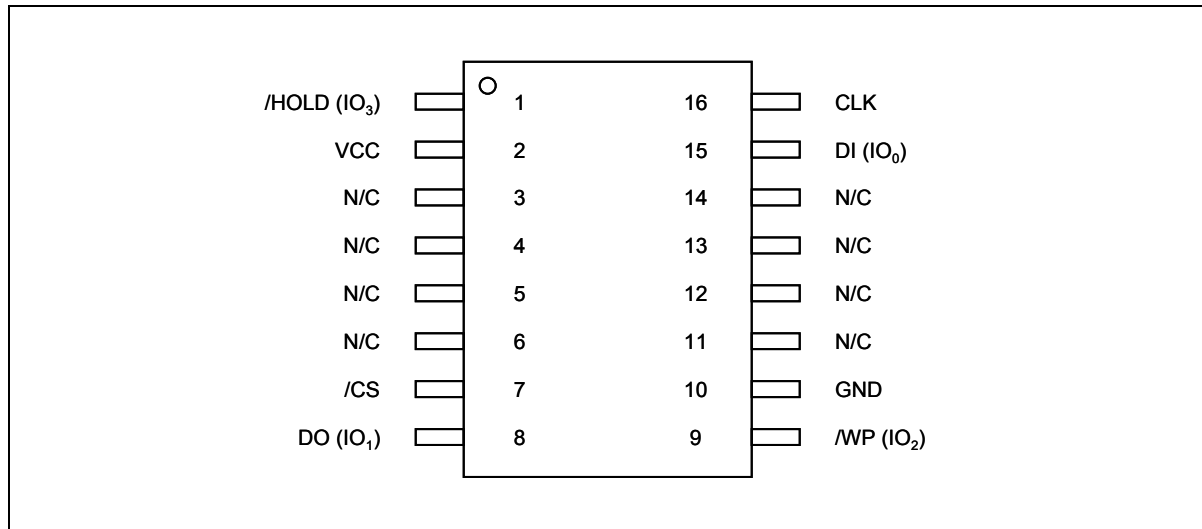 /HOLD (IO3) 1 16 CLK
VCC 2 15 DI (IO0)
N/C 3 14 N/C
N/C 4 13 N/C
N/C 5 12 N/C
N/C 6 11 N/C
/CS 7 10 GND
DO (IO1) 8 9 /WP (IO2)